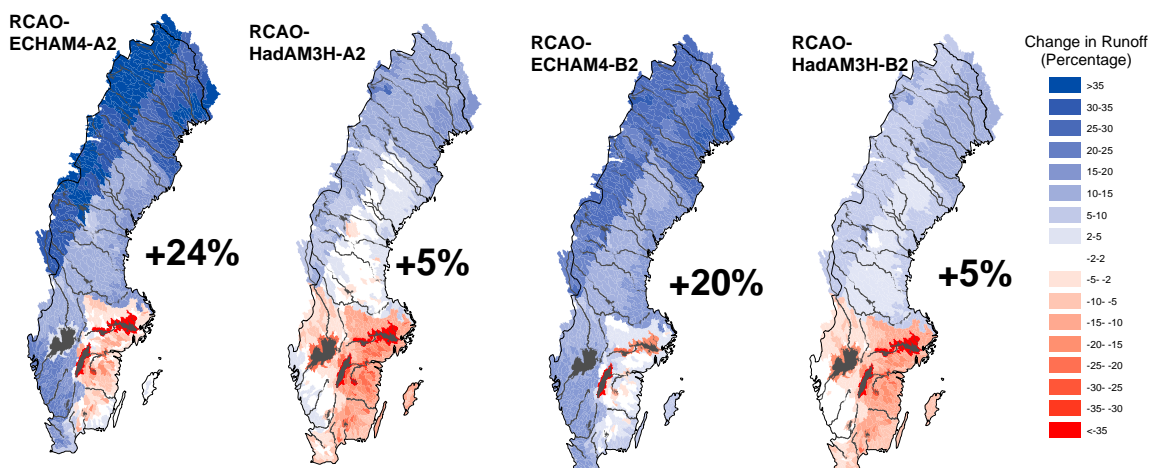 RCAO-
ECHAM4-A2
+24%
RCAO-
HadAM3H-A2
+5%
RCAO-
ECHAM4-B2
+20%
RCAO-
HadAM3H-B2
+5%
Change in Runoff
(Percentage)
>35
30-35
25-30
20-25
15-20
10-15
5-10
2-5
-2-2
-5--2
-10- -5
-15- -10
-20 - -15
-25 - -20
-30 - -25
-35- -30
<-35